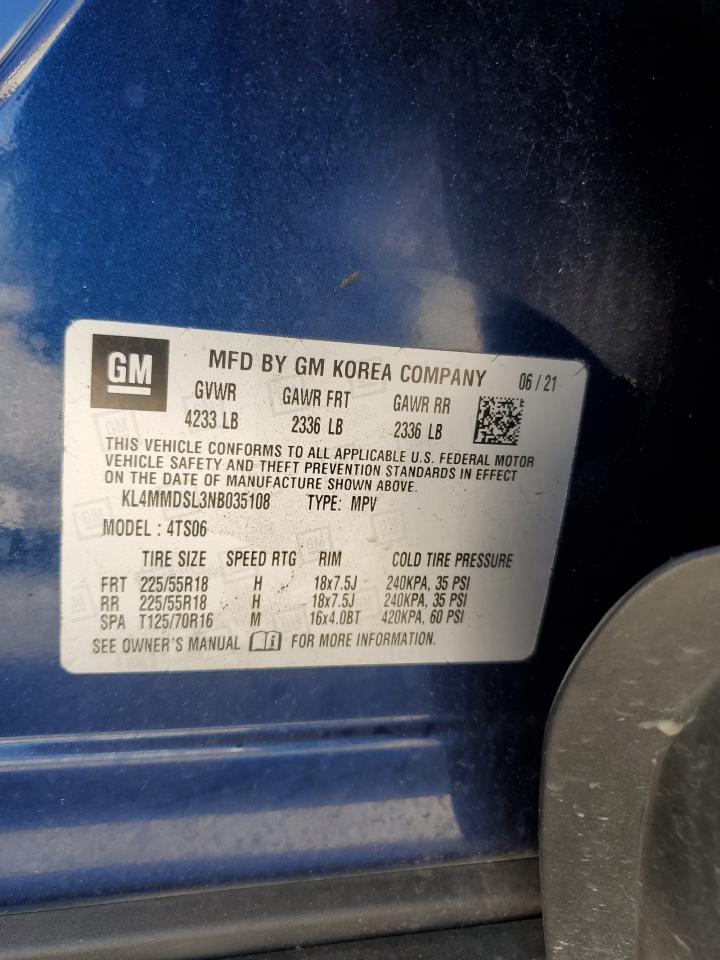 GM MFD BY GM KOREA COMPANY 06/21
GVWR GAWR FRT GAWR RR
4233 LB 2336 LB 2336 LB
THIS VEHICLE CONFORMS TO ALL APPLICABLE U.S. FEDERAL MOTOR
VEHICLE SAFETY AND THEFT PREVENTION STANDARDS IN EFFECT
ON THE DATE OF MANUFACTURE SHOWN ABOVE.
KL4MMDSL3NB035108 TYPE: MPV
MODEL : 4TS06
TIRE SIZE SPEED RTG RIM COLD TIRE PRESSURE
FRT 225/55R18 H 18x7.5J 240KPA, 35 PSI
RR 225/55R18 H 18x7.5J 240KPA, 35 PSI
SPA T125/70R16 M 16x4.0BT 420KPA, 60 PSI
SEE OWNER'S MANUAL i FOR MORE INFORMATION.